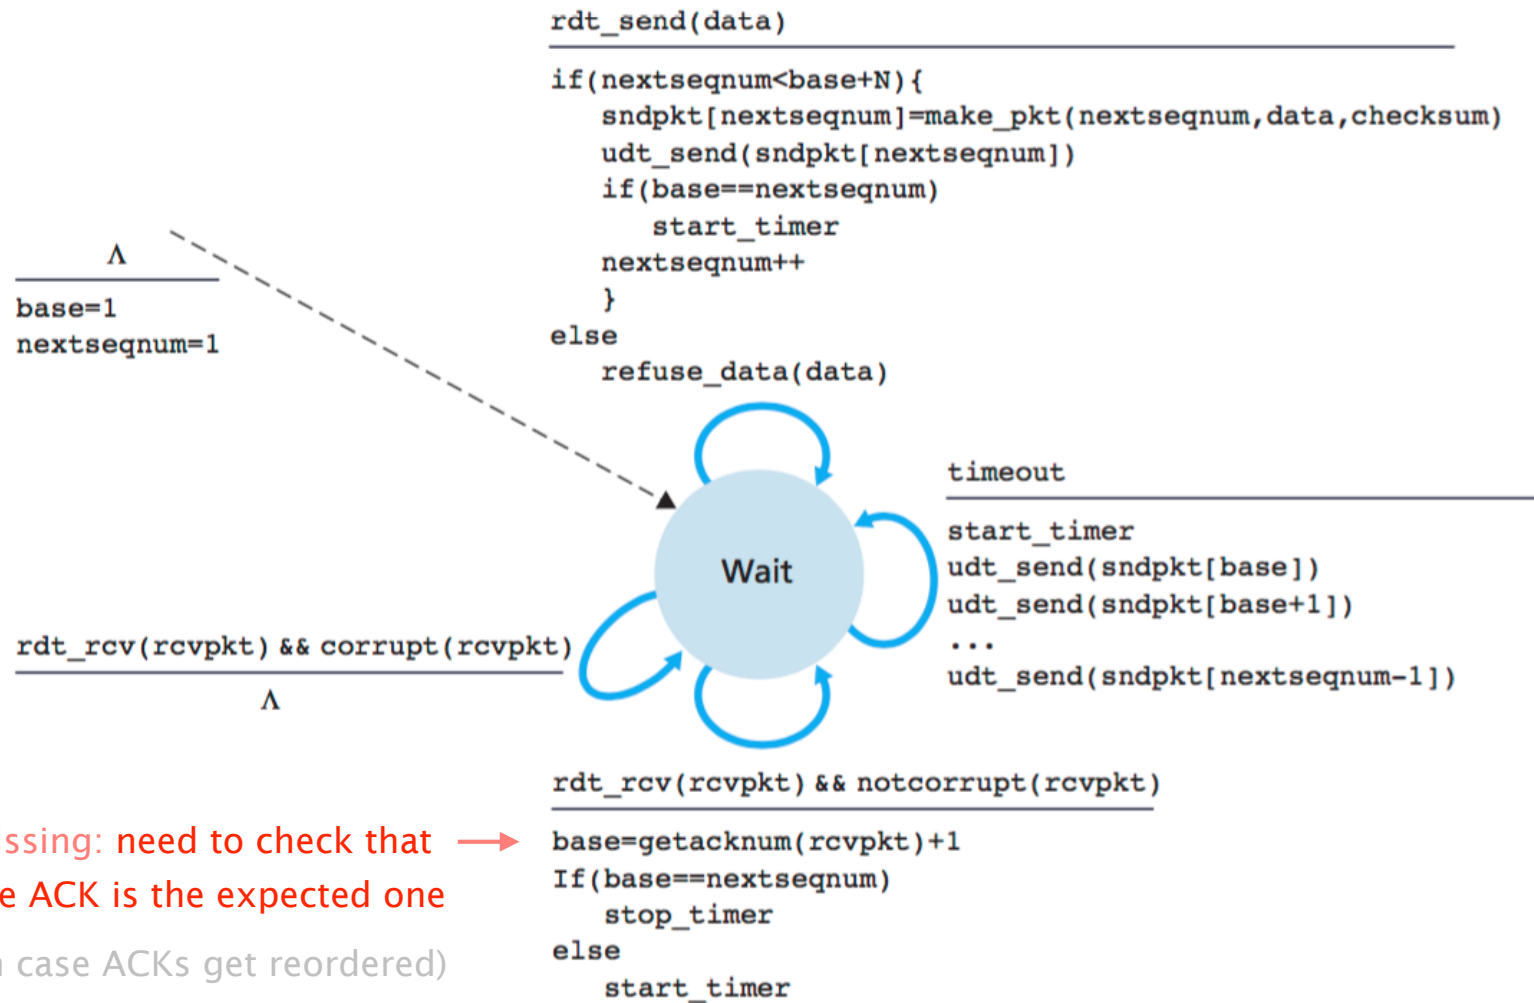 rdt_send(data)
if(nextseqnum<base+N){
sndpkt[nextseqnum]=make_pkt(nextseqnum,data,checksum)
udt_send(sndpkt[nextseqnum])
if(base==nextseqnum)
start_timer
nextseqnum++
}
else
refuse_data(data)
Λ
base=1
nextseqnum=1
Wait
timeout
start_timer
udt_send(sndpkt[base])
udt_send(sndpkt[base+1])
...
udt_send(sndpkt[nextseqnum-1])
rdt_rcv(rcvpkt) && corrupt(rcvpkt)
Λ
rdt_rcv(rcvpkt) && notcorrupt(rcvpkt)
base=getacknum(rcvpkt)+1
If(base==nextseqnum)
stop_timer
else
start_timer
need to check that
ACK is the expected one
case ACKs get reordered)